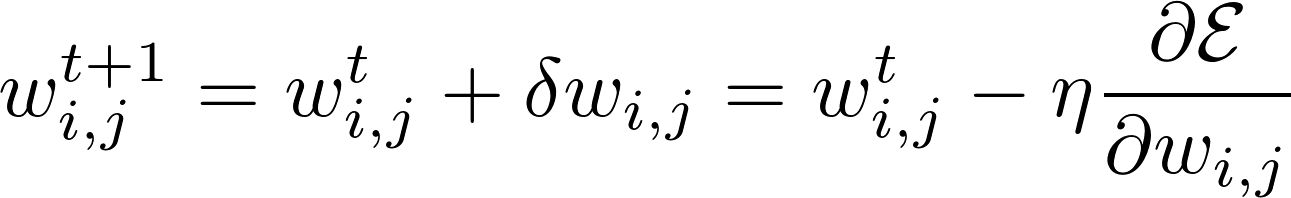 $w_{i,j}^{t+1} = w_{i,j}^{t} + \delta w_{i,j} = w_{i,j}^{t} - \eta \frac{\partial \mathcal{E}}{\partial w_{i,j}}$